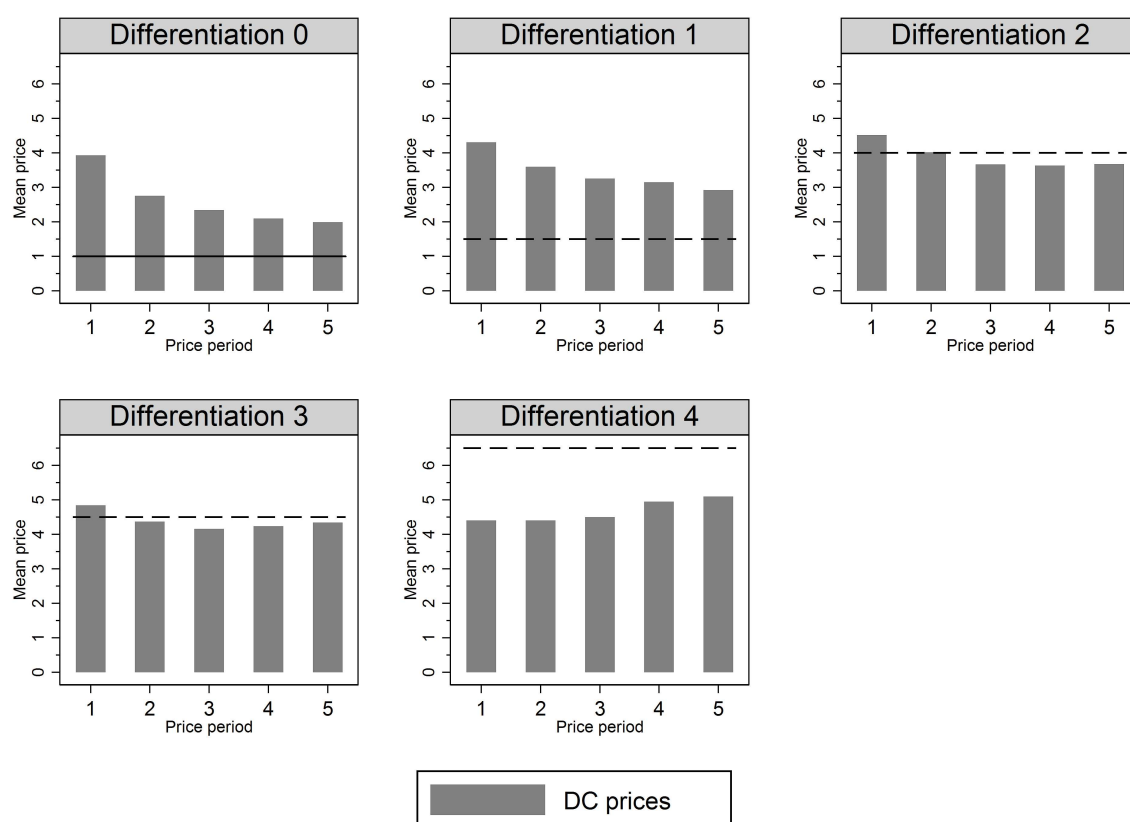 Differentiation 0
Mean price
0 1 2 3 4 5 6
1 2 3 4 5
Price period
Differentiation 1
Mean price
0 1 2 3 4 5 6
1 2 3 4 5
Price period
Differentiation 2
Mean price
0 1 2 3 4 5 6
1 2 3 4 5
Price period
Differentiation 3
Mean price
0 1 2 3 4 5 6
1 2 3 4 5
Price period
Differentiation 4
Mean price
0 1 2 3 4 5 6
1 2 3 4 5
Price period
DC prices